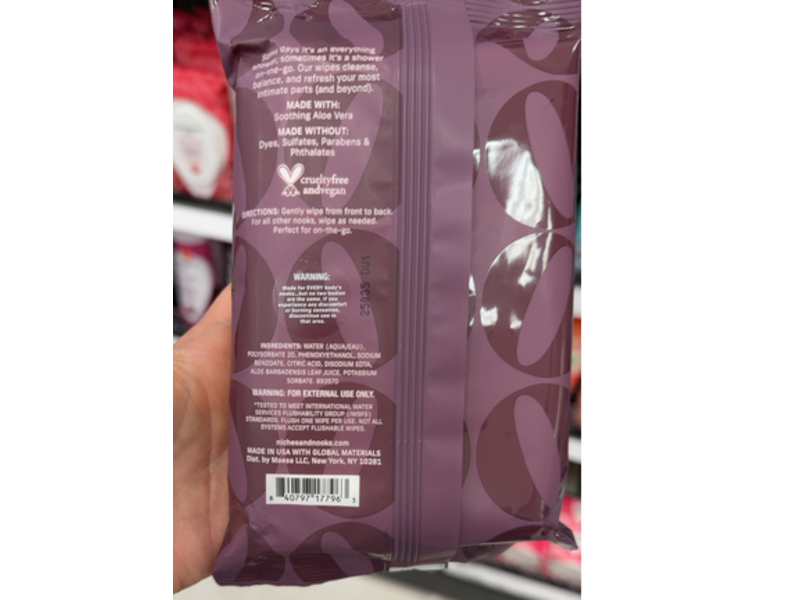 Some days it's an everything
shower, sometimes it's a shower
on-the-go. Our wipes cleanse,
balance, and refresh your most
intimate parts (and beyond).
MADE WITH:
Soothing Aloe Vera
MADE WITHOUT:
Dyes, Sulfates, Parabens &
Phthalates
crueltyfree
andvegan
DIRECTIONS: Gently wipe from front to back.
For all other nooks, wipe as needed.
Perfect for on-the-go.
WARNING:
Made for EVERY body's
nooks...but no two bodies
are the same. If you
experience any discomfort
or burning sensation,
discontinue use in
that area.
INGREDIENTS: WATER (AQUA/EAU),
POLYSORBATE 20, PHENOXYETHANOL, SODIUM
BENZOATE, CITRIC ACID, DISODIUM EDTA,
ALOE BARBADENSIS LEAF JUICE, POTASSIUM
SORBATE. 893570
WARNING: FOR EXTERNAL USE ONLY.
*TESTED TO MEET INTERNATIONAL WATER
SERVICES FLUSHABILITY GROUP (IWSFG)
STANDARDS. FLUSH ONE WIPE PER USE. NOT ALL
SYSTEMS ACCEPT FLUSHABLE WIPES.
nichesandnooks.com
MADE IN USA WITH GLOBAL MATERIALS
Dist. by Maesa LLC, New York, NY 10281
8 40797 17796 3